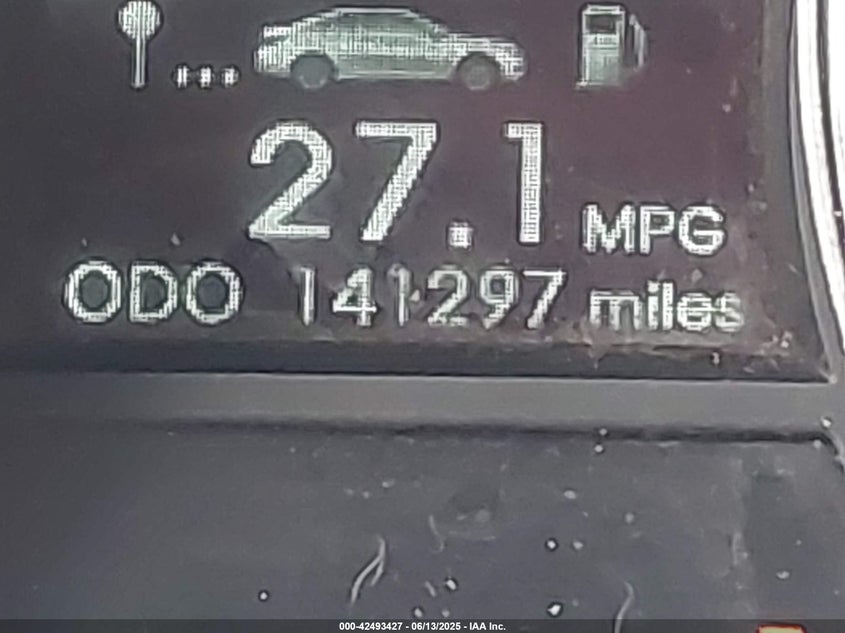 27.1 MPG
ODO 141297 miles
000-42493427 - 06/13/2025 - IAA Inc.